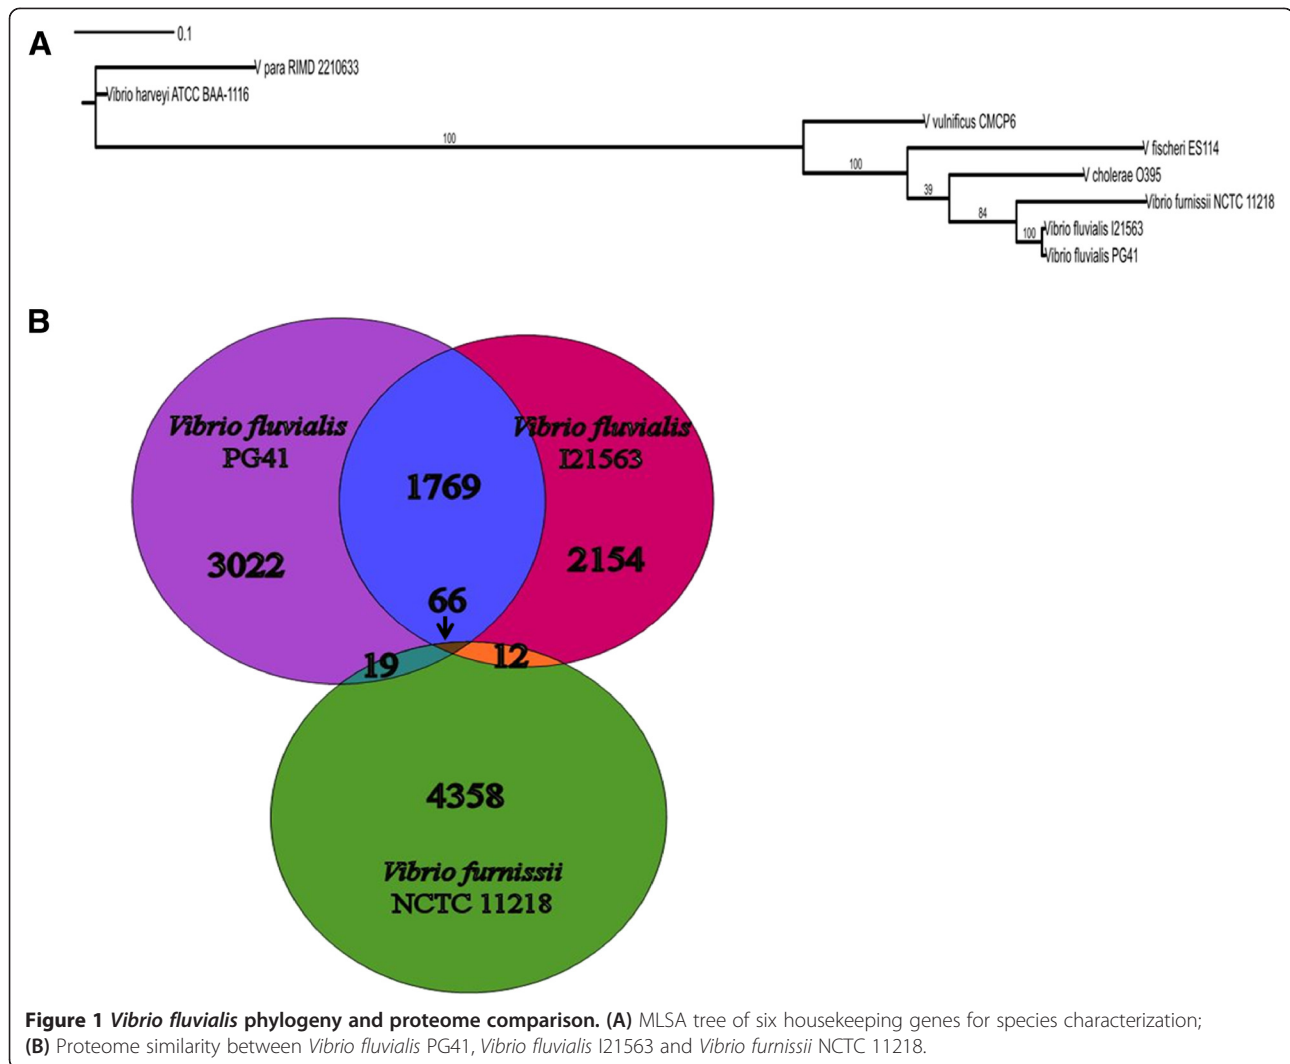 A
0.1
V para RIMD 2210633
Vibrio harveyi ATCC BAA-1116
V vulnificus CMCP6
100
V fischeri ES114
100
V cholerae O395
39
Vibrio furnissii NCTC 11218
84
Vibrio fluvialis I21563
100
Vibrio fluvialis PG41
B
Vibrio fluvialis
PG41
Vibrio fluvialis
I21563
1769
3022
2154
66
19
12
4358
Vibrio furnissii
NCTC 11218
Figure 1 Vibrio fluvialis phylogeny and proteome comparison. (A) MLSA tree of six housekeeping genes for species characterization;
(B) Proteome similarity between Vibrio fluvialis PG41, Vibrio fluvialis I21563 and Vibrio furnissii NCTC 11218.